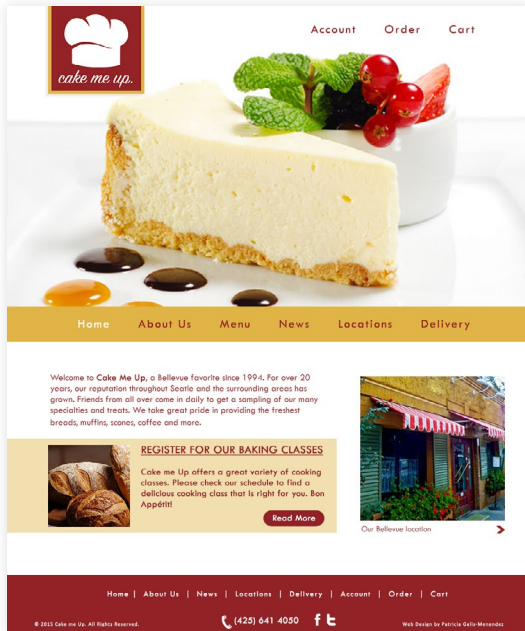 Account Order Cart
cake me up.
Home About Us Menu News Locations Delivery
Welcome to Cake Me Up, a Bellevue favorite since 1994. For over 20
years, our reputation throughout Seatle and the surrounding areas has
grown. Friends from all over come in daily to get a sampling of our many
specialties and treats. We take great pride in providing the freshest
breads, muffins, scones, coffee and more.
REGISTER FOR OUR BAKING CLASSES
Cake me Up offers a great variety of cooking
classes. Please check our schedule to find a
delicious cooking class that is right for you. Bon
Appétit!
Read More
Our Bellevue location
Home | About Us | News | Locations | Delivery | Account | Order | Cart
© 2015 Cake me Up. All Rights Reserved.
(425) 641 4050
Web Design by Patricia Galis-Menendez